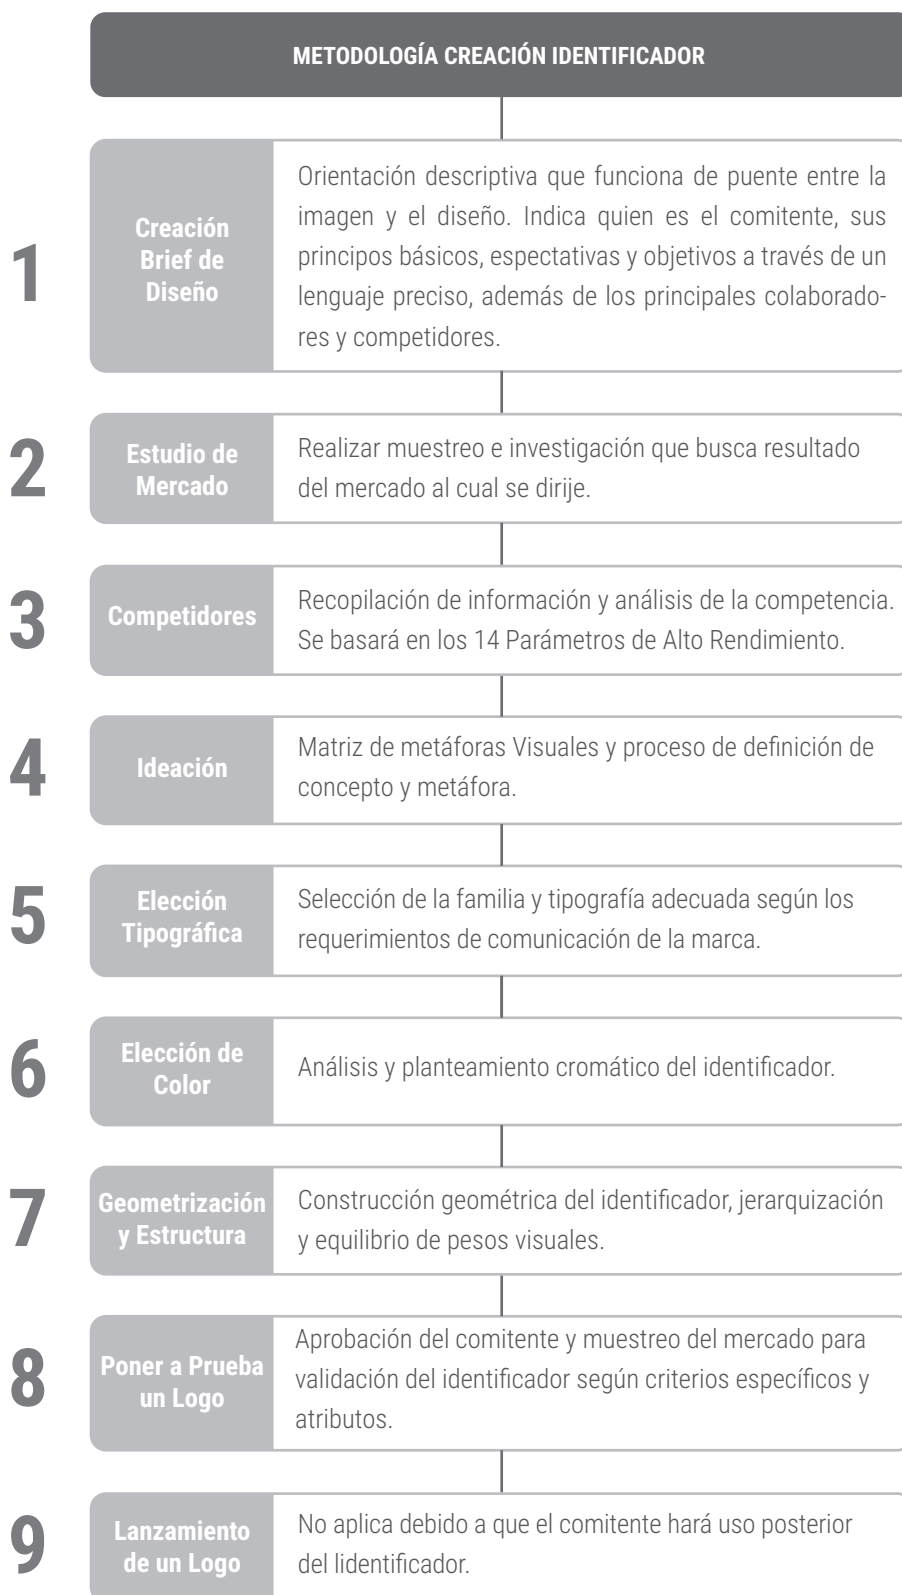 METODOLOGÍA CREACIÓN IDENTIFICADOR
1
Creación
Brief de
Diseño
Orientación descriptiva que funciona de puente entre la
imagen y el diseño. Indica quien es el comitente, sus
principos básicos, espectativas y objetivos a través de un
lenguaje preciso, además de los principales colaborado-
res y competidores.
2
Estudio de
Mercado
Realizar muestreo e investigación que busca resultado
del mercado al cual se dirije.
3
Competidores
Recopilación de información y análisis de la competencia.
Se basará en los 14 Parámetros de Alto Rendimiento.
4
Ideación
Matriz de metáforas Visuales y proceso de definición de
concepto y metáfora.
5
Elección
Tipográfica
Selección de la familia y tipografía adecuada según los
requerimientos de comunicación de la marca.
6
Elección de
Color
Análisis y planteamiento cromático del identificador.
7
Geometrización
y Estructura
Construcción geométrica del identificador, jerarquización
y equilibrio de pesos visuales.
8
Poner a Prueba
un Logo
Aprobación del comitente y muestreo del mercado para
validación del identificador según criterios específicos y
atributos.
9
Lanzamiento
de un Logo
No aplica debido a que el comitente hará uso posterior
del lidentificador.